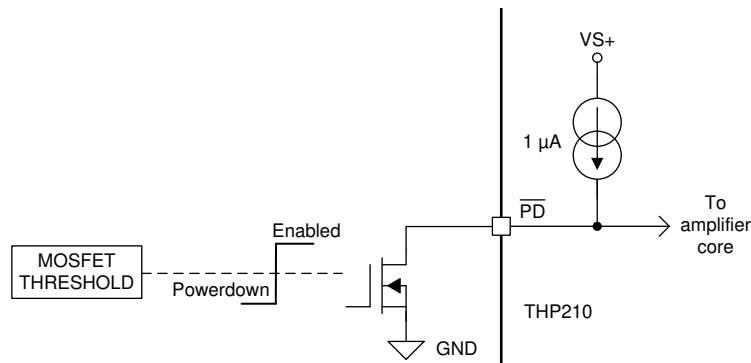 VS+
1 µA
PD
To
amplifier
core
Enabled
MOSFET
THRESHOLD
Powerdown
THP210
GND